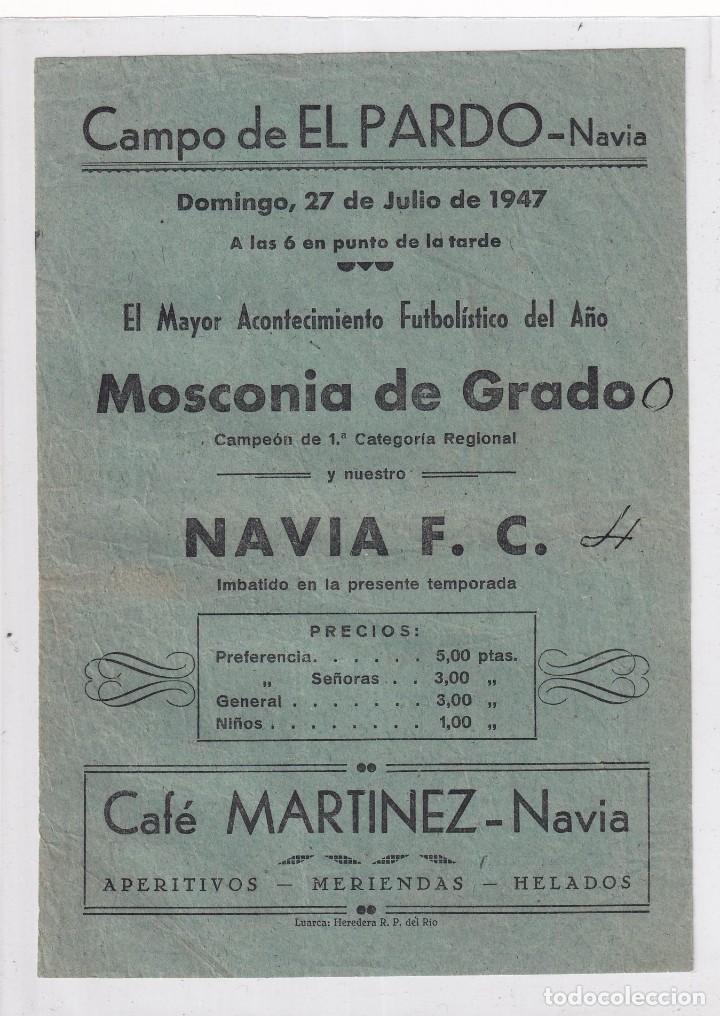 Campo de EL PARDO - Navia
Domingo, 27 de Julio de 1947
A las 6 en punto de la tarde
El Mayor Acontecimiento Futbolístico del Año
Mosconia de Grado 0
Campeón de 1.ª Categoría Regional
y nuestro
NAVIA F. C. 4
Imbatido en la presente temporada
PRECIOS:
Preferencia. . . . . . 5,00 ptas.
„ Señoras . . 3,00 „
General . . . . . . . 3,00 „
Niños . . . . . . . . 1,00 „
Café MARTINEZ - Navia
APERITIVOS — MERIENDAS — HELADOS
Luarca: Heredera R. P. del Río
todocoleccion